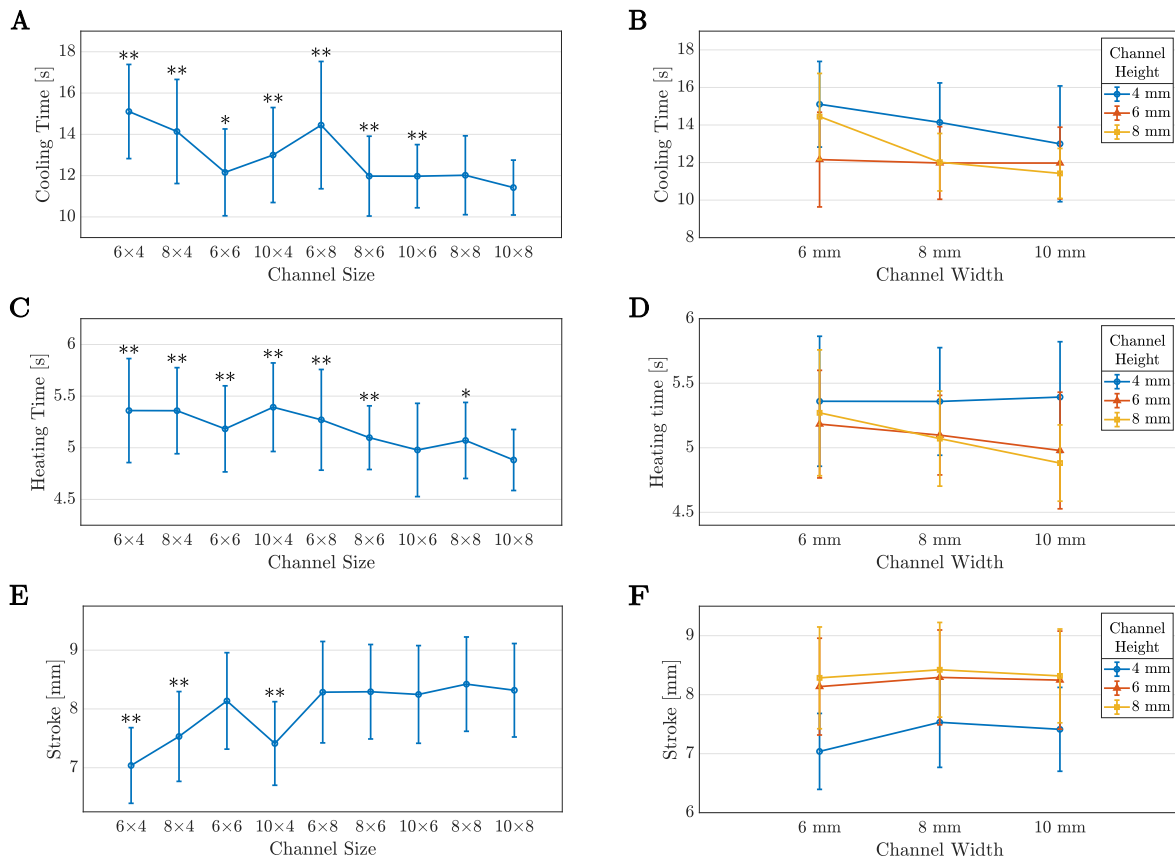 A
Cooling Time [s]
18
16
14
12
10
** ** * ** ** ** **
6×4 8×4 6×6 10×4 6×8 8×6 10×6 8×8 10×8
Channel Size
B
Cooling Time [s]
18
16
14
12
10
8
6 mm 8 mm 10 mm
Channel Width
Channel
Height
4 mm
6 mm
8 mm
C
Heating Time [s]
6
5.5
5
4.5
** ** ** ** ** ** *
6×4 8×4 6×6 10×4 6×8 8×6 10×6 8×8 10×8
Channel Size
D
Heating time [s]
6
5.5
5
4.5
6 mm 8 mm 10 mm
Channel Width
Channel
Height
4 mm
6 mm
8 mm
E
Stroke [mm]
9
8
7
** ** **
6×4 8×4 6×6 10×4 6×8 8×6 10×6 8×8 10×8
Channel Size
F
Stroke [mm]
9
8
7
6
6 mm 8 mm 10 mm
Channel Width
Channel
Height
4 mm
6 mm
8 mm